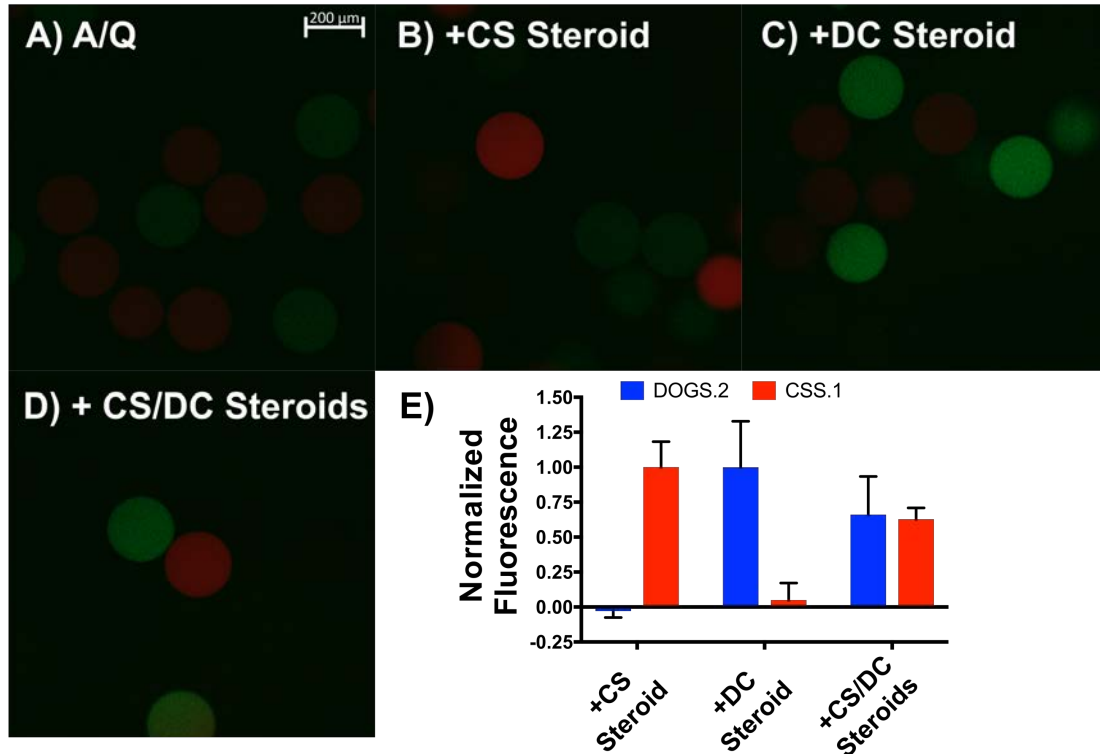 A) A/Q
200 µm
B) +CS Steroid
C) +DC Steroid
D) + CS/DC Steroids
E)
DOGS.2
CSS.1
Normalized
Fluorescence
1.50
1.25
1.00
0.75
0.50
0.25
0.00
-0.25
+CS
Steroid
+DC
Steroid
+CS/DC
Steroids